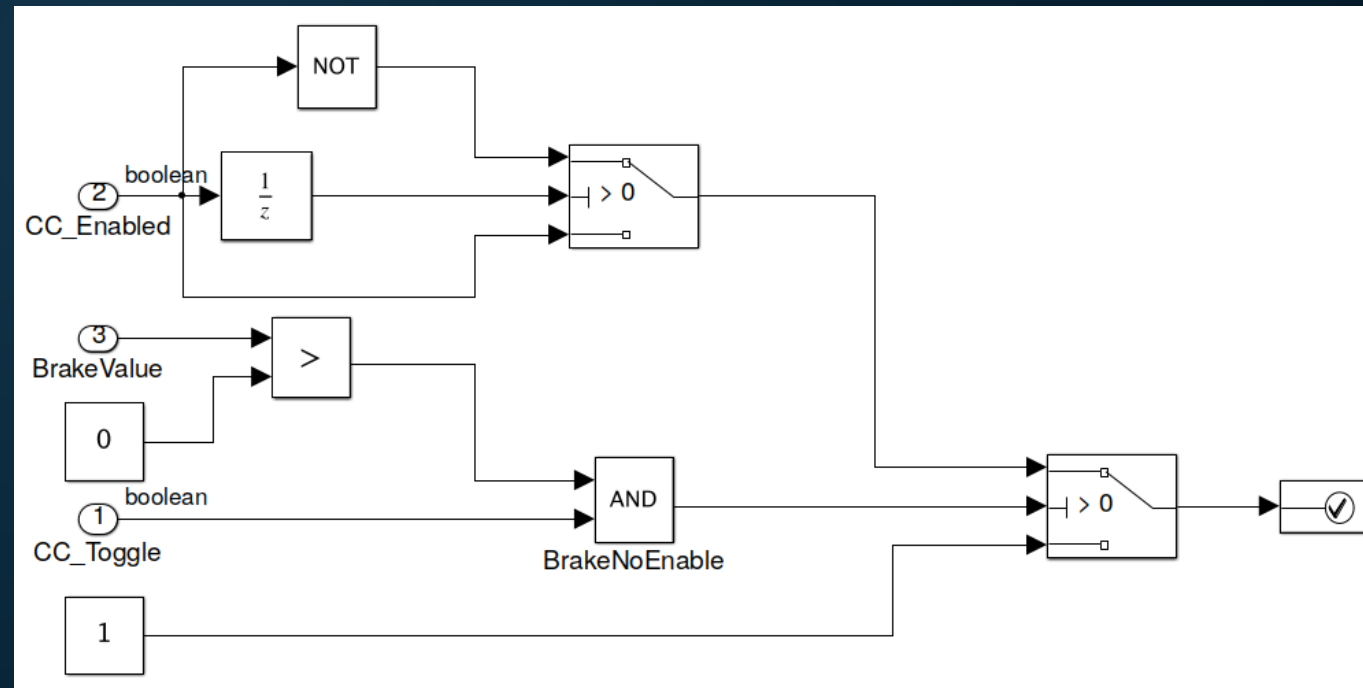 NOT
boolean
2
CC_Enabled
1
z
> 0
3
BrakeValue
>
0
boolean
1
CC_Toggle
AND
BrakeNoEnable
> 0
1